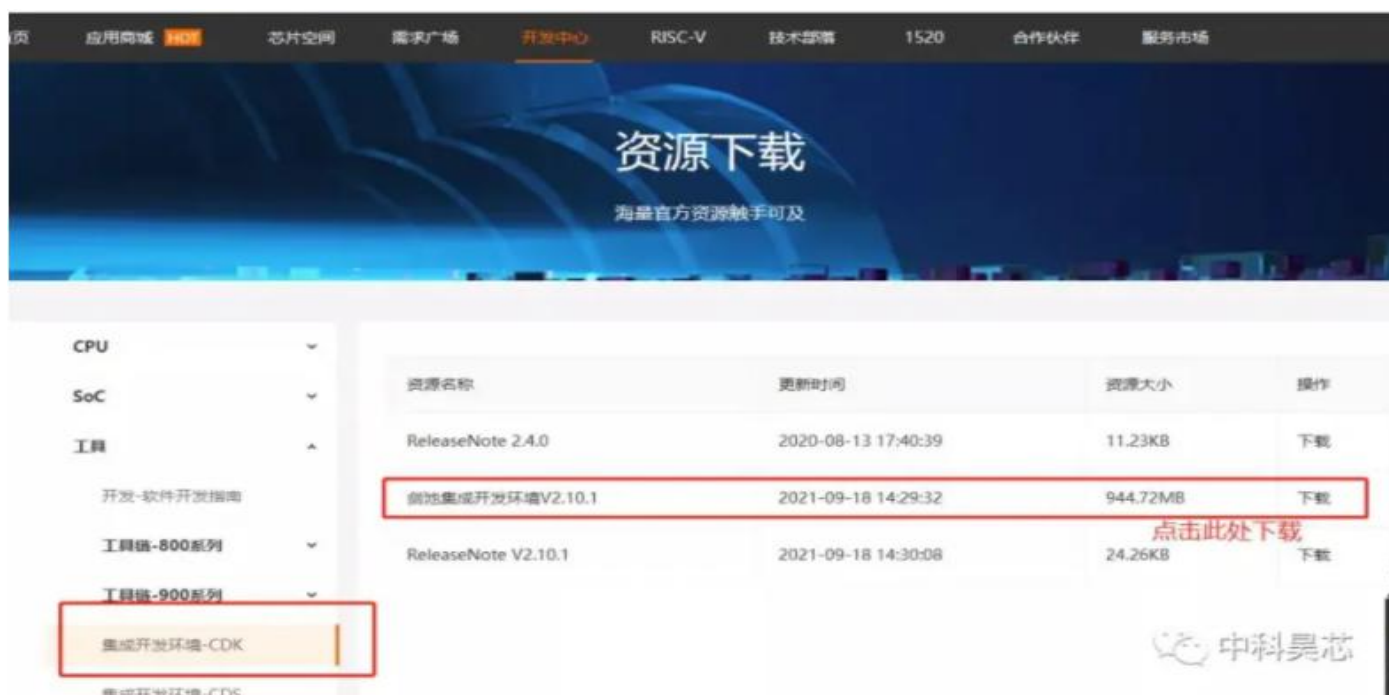 页 应用商城 HOT 芯片空间 需求广场 开发中心 RISC-V 技术部落 1520 合作伙伴 服务市场
资源下载
海量官方资源触手可及
CPU
SoC
工具
开发-软件开发指南
工具链-800系列
工具链-900系列
集成开发环境-CDK
集成开发环境-CDS
资源名称 更新时间 资源大小 操作
ReleaseNote 2.4.0 2020-08-13 17:40:39 11.23KB 下载
剑池集成开发环境V2.10.1 2021-09-18 14:29:32 944.72MB 下载
点击此处下载
ReleaseNote V2.10.1 2021-09-18 14:30:08 24.26KB 下载
中科昊芯